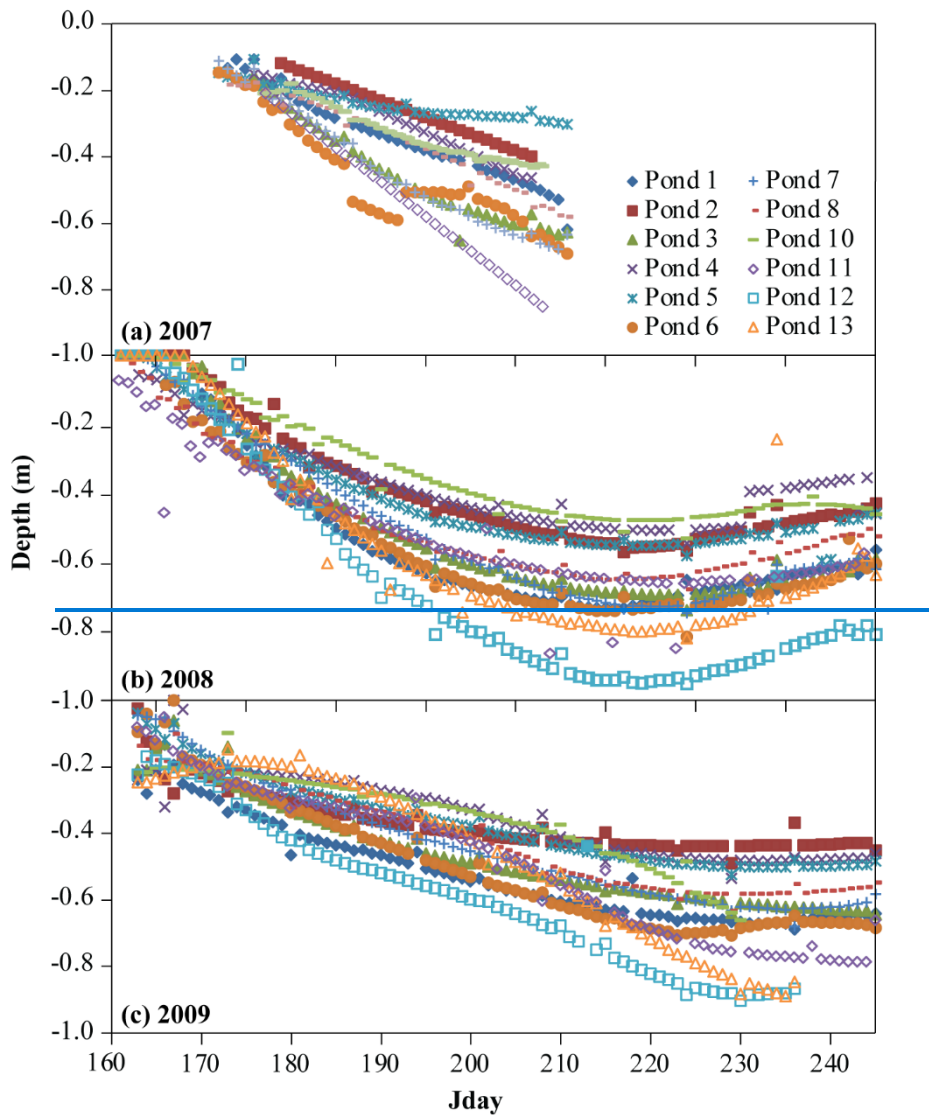 0.0
-0.2
-0.4
-0.6
-0.8
-1.0
Pond 1
Pond 2
Pond 3
Pond 4
Pond 5
Pond 6
Pond 7
Pond 8
Pond 10
Pond 11
Pond 12
Pond 13
(a) 2007
Depth (m)
-0.2
-0.4
-0.6
-0.8
-1.0
(b) 2008
-0.2
-0.4
-0.6
-0.8
-1.0
(c) 2009
160 170 180 190 200 210 220 230 240
Jday